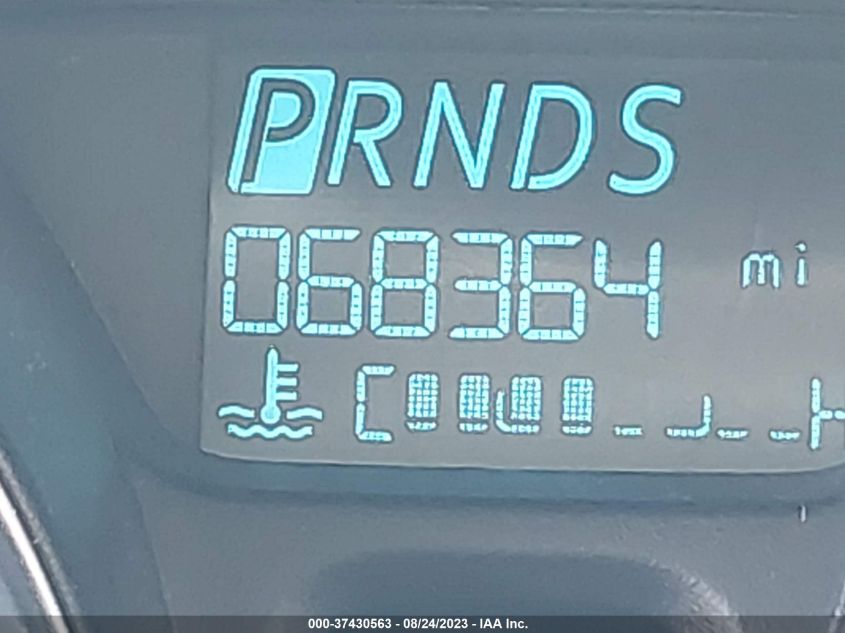 PRNDS
068364 mi
C H
000-37430563 - 08/24/2023 - IAA Inc.